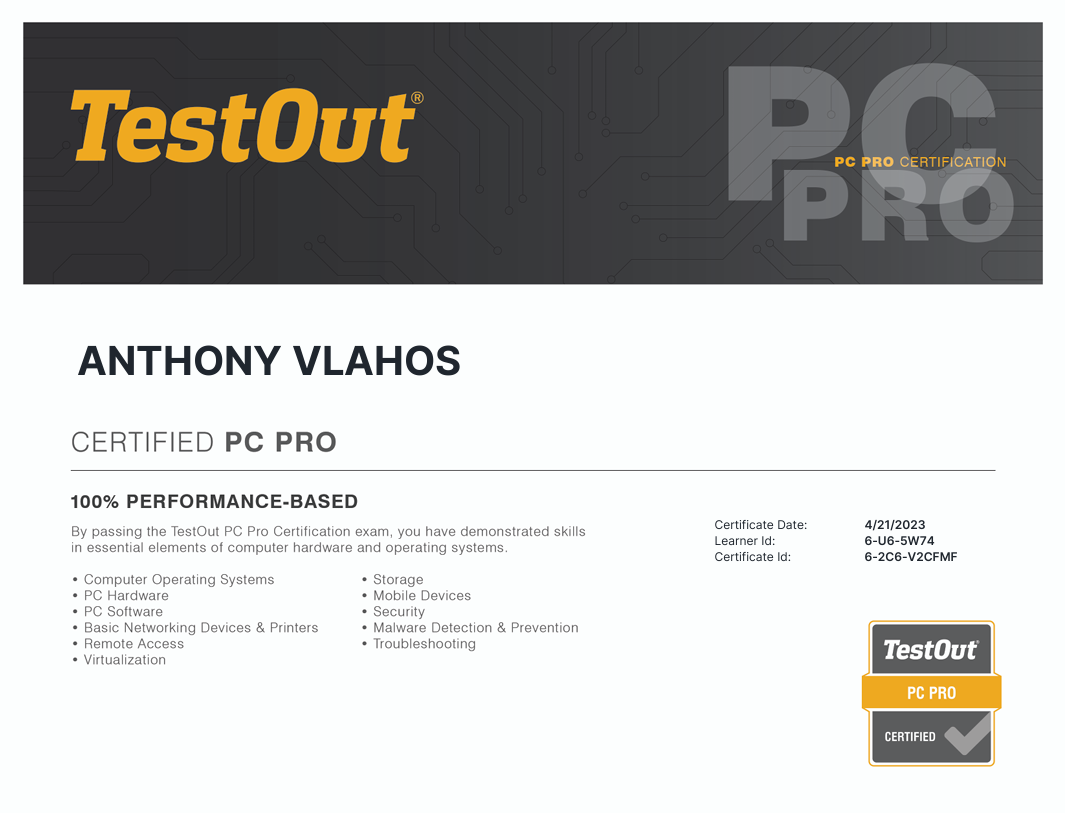 TestOut®
PC
PRO
PC PRO CERTIFICATION
ANTHONY VLAHOS
CERTIFIED PC PRO
100% PERFORMANCE-BASED
By passing the TestOut PC Pro Certification exam, you have demonstrated skills
in essential elements of computer hardware and operating systems.
• Computer Operating Systems
• PC Hardware
• PC Software
• Basic Networking Devices & Printers
• Remote Access
• Virtualization
• Storage
• Mobile Devices
• Security
• Malware Detection & Prevention
• Troubleshooting
Certificate Date: 4/21/2023
Learner Id: 6-U6-5W74
Certificate Id: 6-2C6-V2CFMF
TestOut®
PC PRO
CERTIFIED